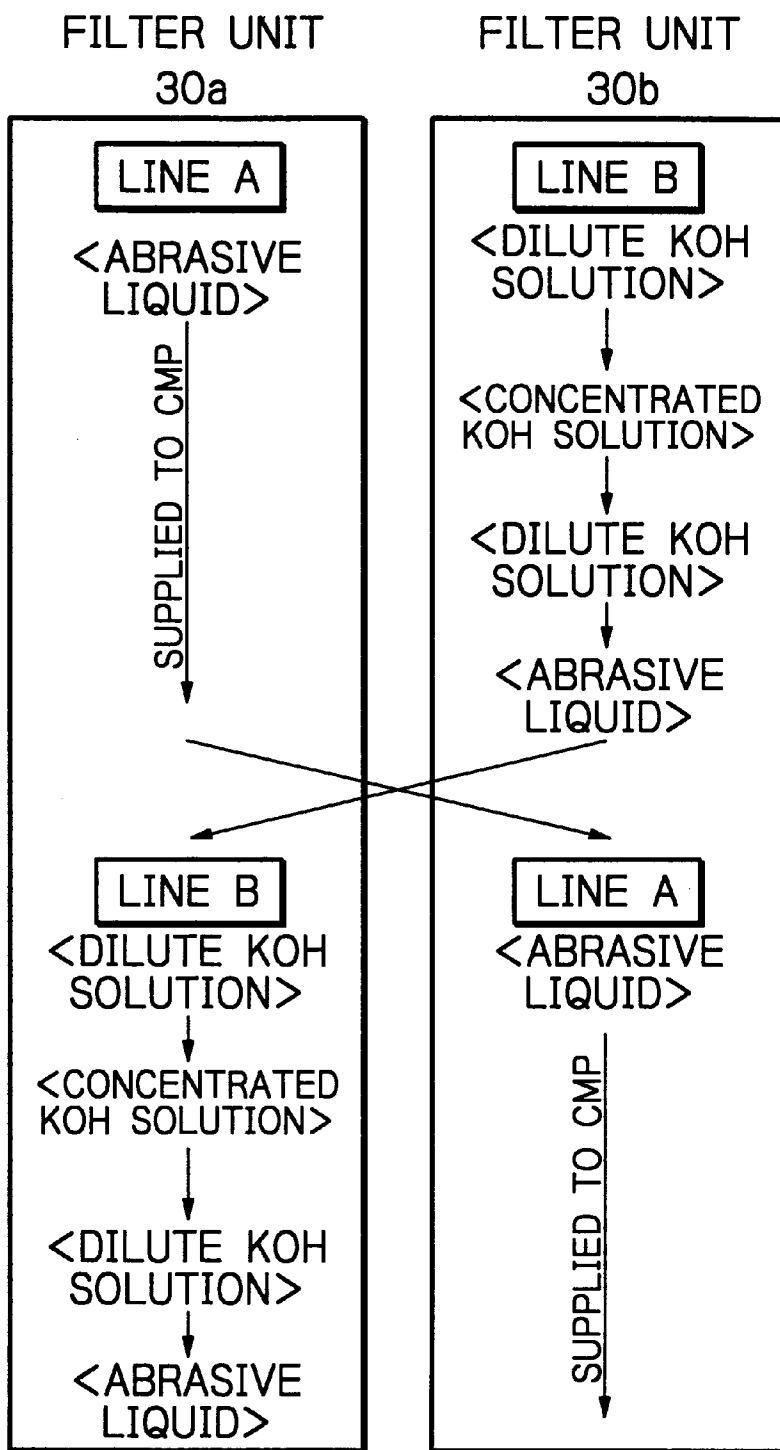 FILTER UNIT
30a
LINE A
<ABRASIVE
LIQUID>
SUPPLIED TO CMP
LINE B
<DILUTE KOH
SOLUTION>
<CONCENTRATED
KOH SOLUTION>
<DILUTE KOH
SOLUTION>
<ABRASIVE
LIQUID>
FILTER UNIT
30b
LINE B
<DILUTE KOH
SOLUTION>
<CONCENTRATED
KOH SOLUTION>
<DILUTE KOH
SOLUTION>
<ABRASIVE
LIQUID>
LINE A
<ABRASIVE
LIQUID>
SUPPLIED TO CMP